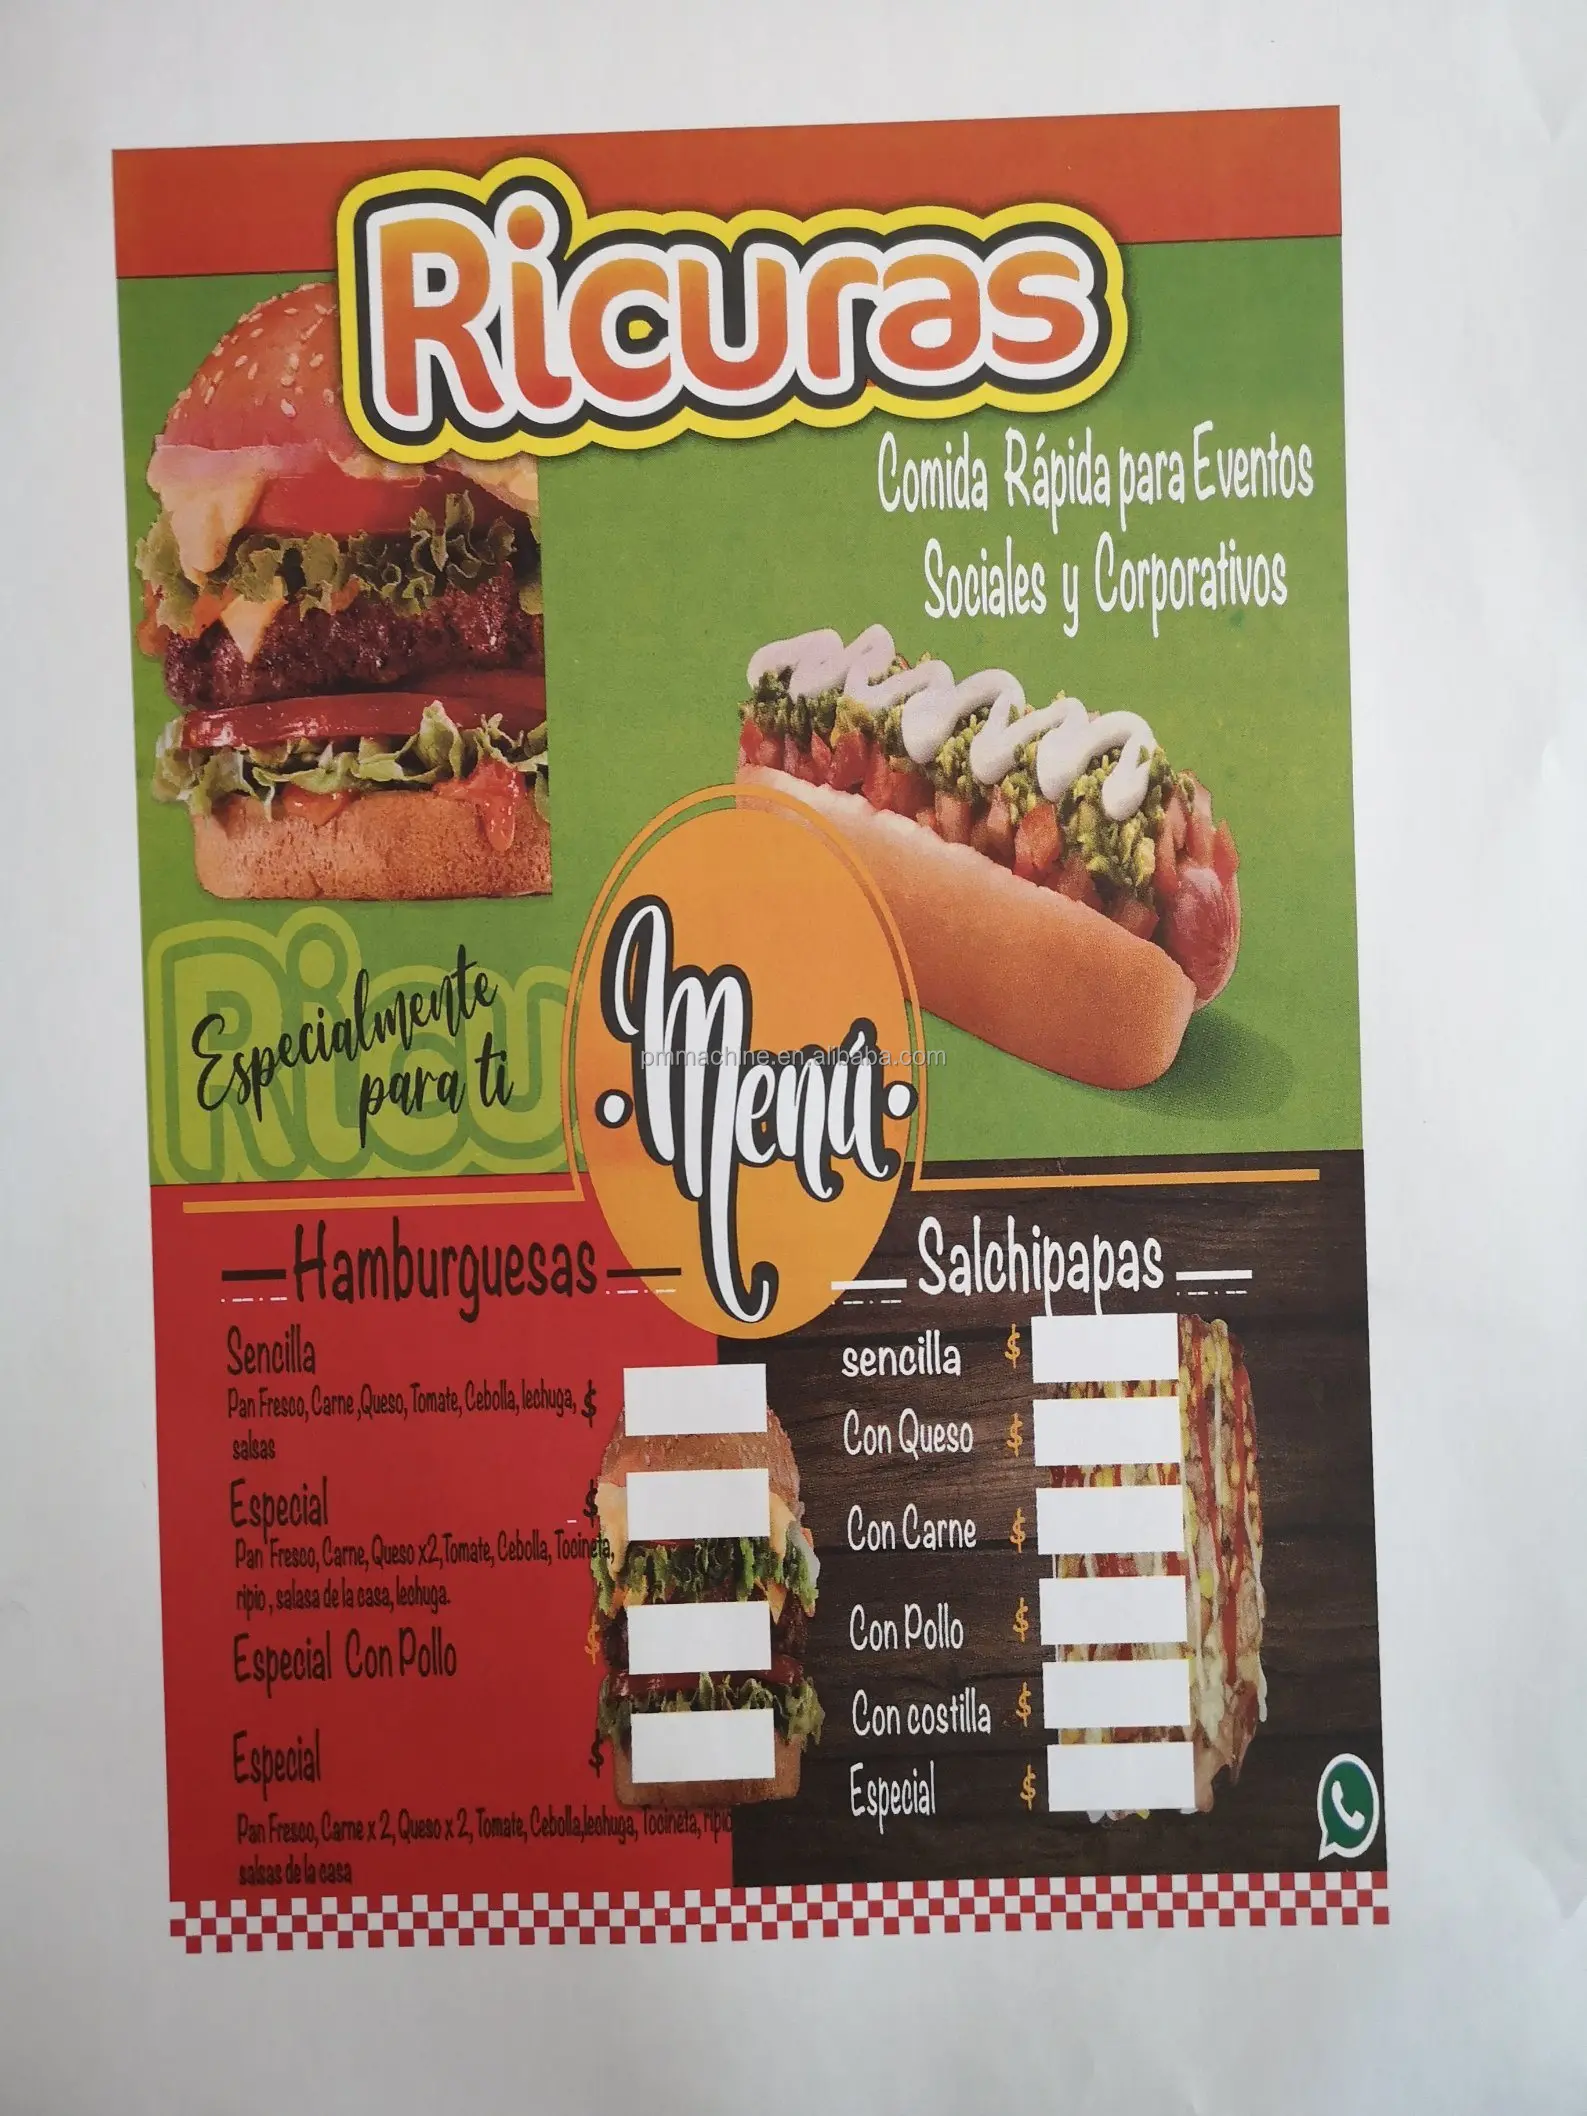 Ricuras
Comida Rápida para Eventos
Sociales y Corporativos
Ricu
Especialmente
para ti
Menú
pmmachine.en.alibaba.com
Hamburguesas
Sencilla
Pan Fresco, Carne ,Queso, Tomate, Cebolla, lechuga, $
salsas
Especial $
Pan Fresco, Carne, Queso x2,Tomate, Cebolla, Tocineta,
ripio , salasa de la casa, lechuga.
Especial Con Pollo $
Especial $
Pan Fresco, Carne x 2, Queso x 2, Tomate, Cebolla,lechuga, Tocineta, ripio
salsas de la casa
Salchipapas
sencilla $
Con Queso $
Con Carne $
Con Pollo $
Con costilla $
Especial $